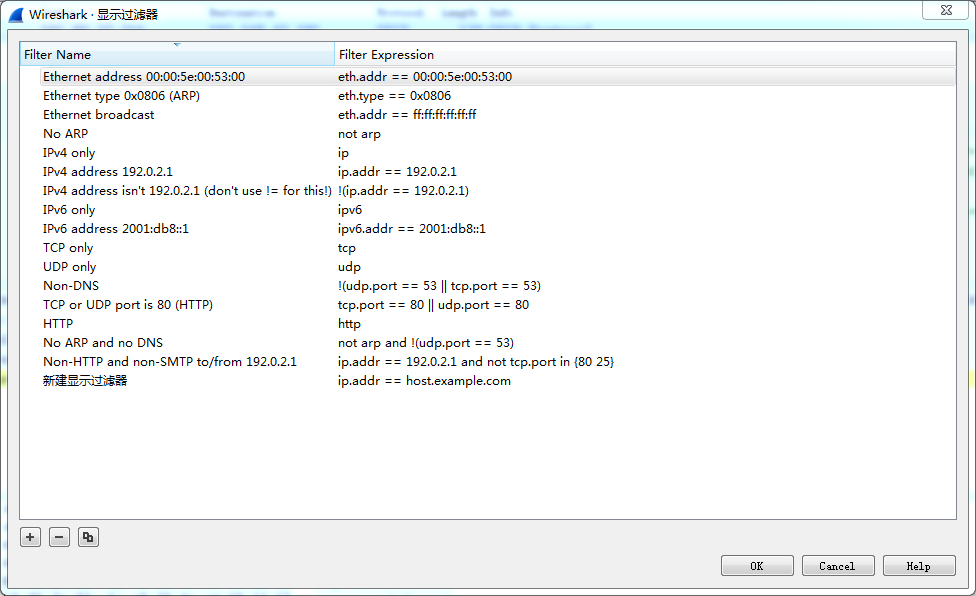 Wireshark · 显示过滤器
Filter Name Filter Expression
Ethernet address 00:00:5e:00:53:00 eth.addr == 00:00:5e:00:53:00
Ethernet type 0x0806 (ARP) eth.type == 0x0806
Ethernet broadcast eth.addr == ff:ff:ff:ff:ff:ff
No ARP not arp
IPv4 only ip
IPv4 address 192.0.2.1 ip.addr == 192.0.2.1
IPv4 address isn't 192.0.2.1 (don't use != for this!) !(ip.addr == 192.0.2.1)
IPv6 only ipv6
IPv6 address 2001:db8::1 ipv6.addr == 2001:db8::1
TCP only tcp
UDP only udp
Non-DNS !(udp.port == 53 || tcp.port == 53)
TCP or UDP port is 80 (HTTP) tcp.port == 80 || udp.port == 80
HTTP http
No ARP and no DNS not arp and !(udp.port == 53)
Non-HTTP and non-SMTP to/from 192.0.2.1 ip.addr == 192.0.2.1 and not tcp.port in {80 25}
新建显示过滤器 ip.addr == host.example.com
OK Cancel Help